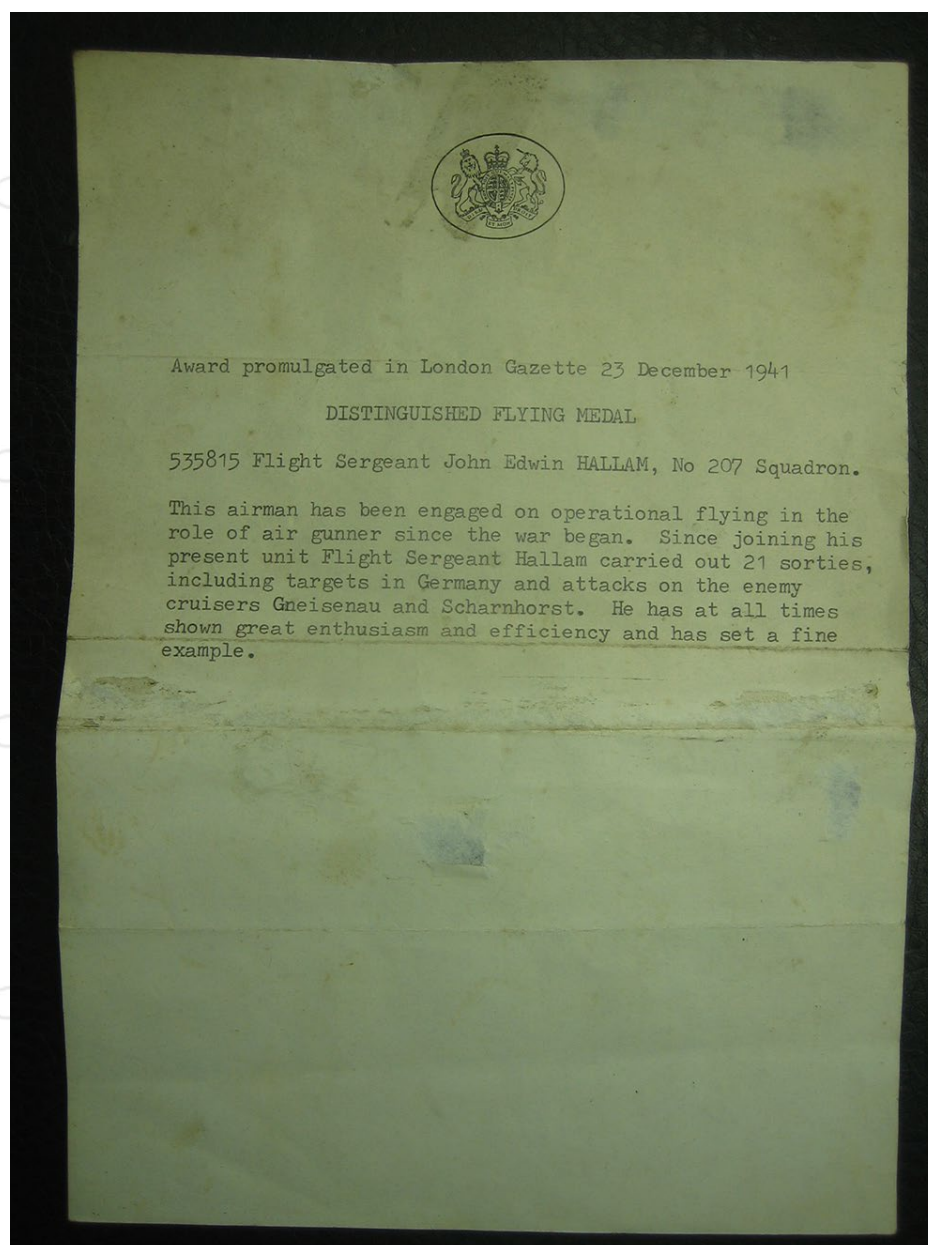 Award promulgated in London Gazette 23 December 1941
DISTINGUISHED FLYING MEDAL
535815 Flight Sergeant John Edwin HALLAM, No 207 Squadron.
This airman has been engaged on operational flying in the
role of air gunner since the war began. Since joining his
present unit Flight Sergeant Hallam carried out 21 sorties,
including targets in Germany and attacks on the enemy
cruisers Gneisenau and Scharnhorst. He has at all times
shown great enthusiasm and efficiency and has set a fine
example.